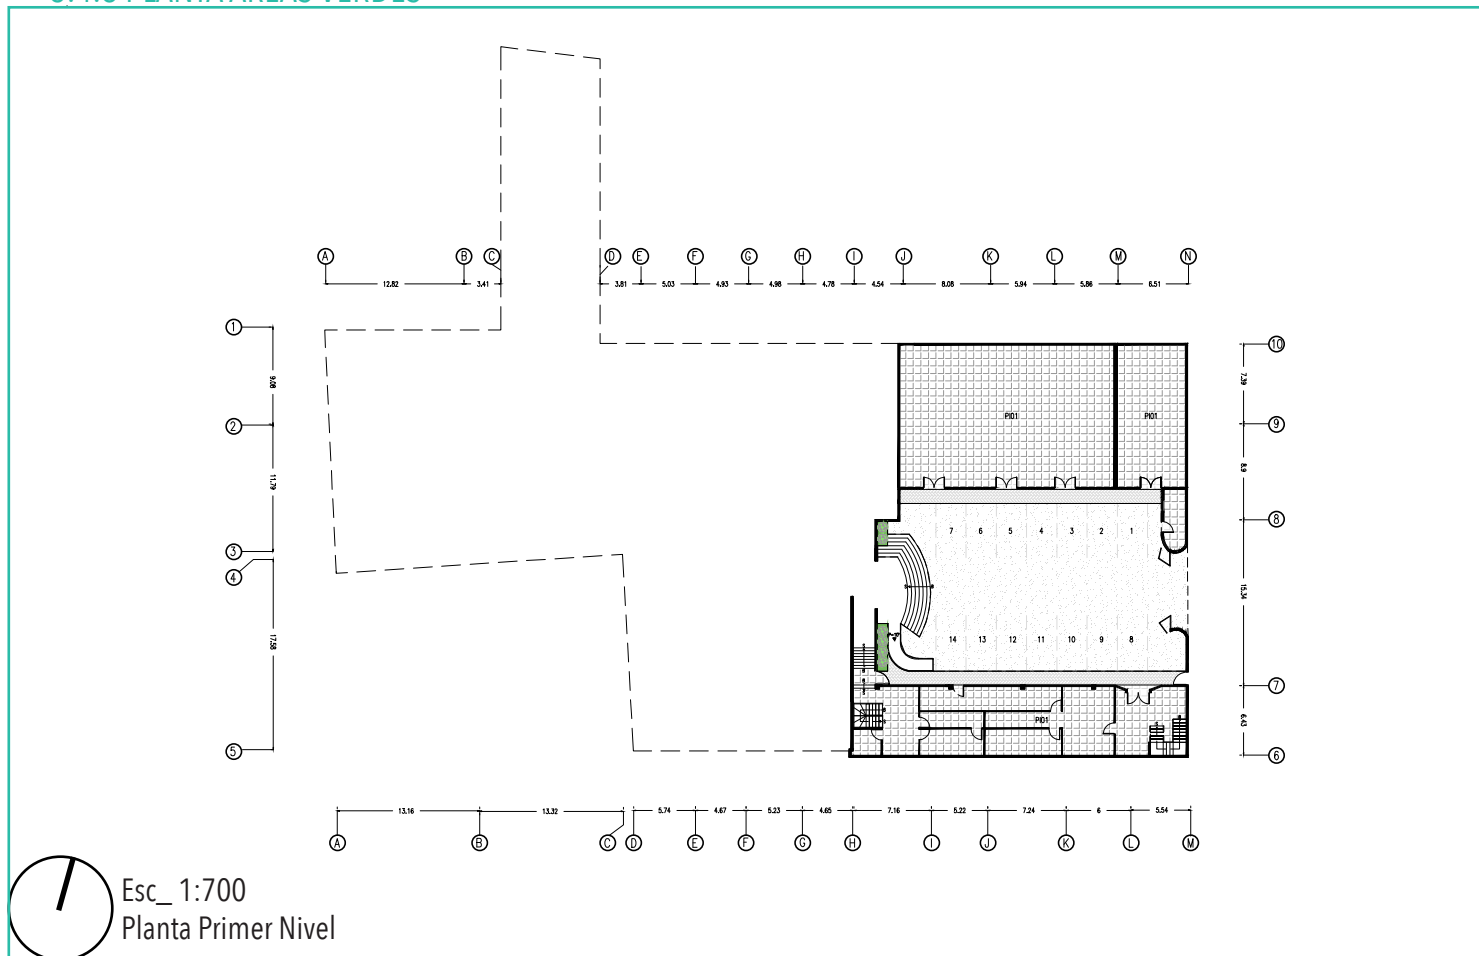 PLANTA ÁREAS VERDES
A B C D E F G H I J K L M N
12.82 3.41 3.81 5.03 4.93 4.98 4.78 4.54 8.08 5.94 5.86 6.51
1 10
9.08 7.39
2 PI01 PI01 9
11.79 8.9
3 8
4 7 6 5 4 3 2 1
17.58 15.34
14 13 12 11 10 9 8
7
PI01 6.43
5 6
13.16 13.32 5.74 4.67 5.23 4.65 7.16 5.22 7.24 6 5.54
A B C D E F G H I J K L M
Esc_ 1:700
Planta Primer Nivel